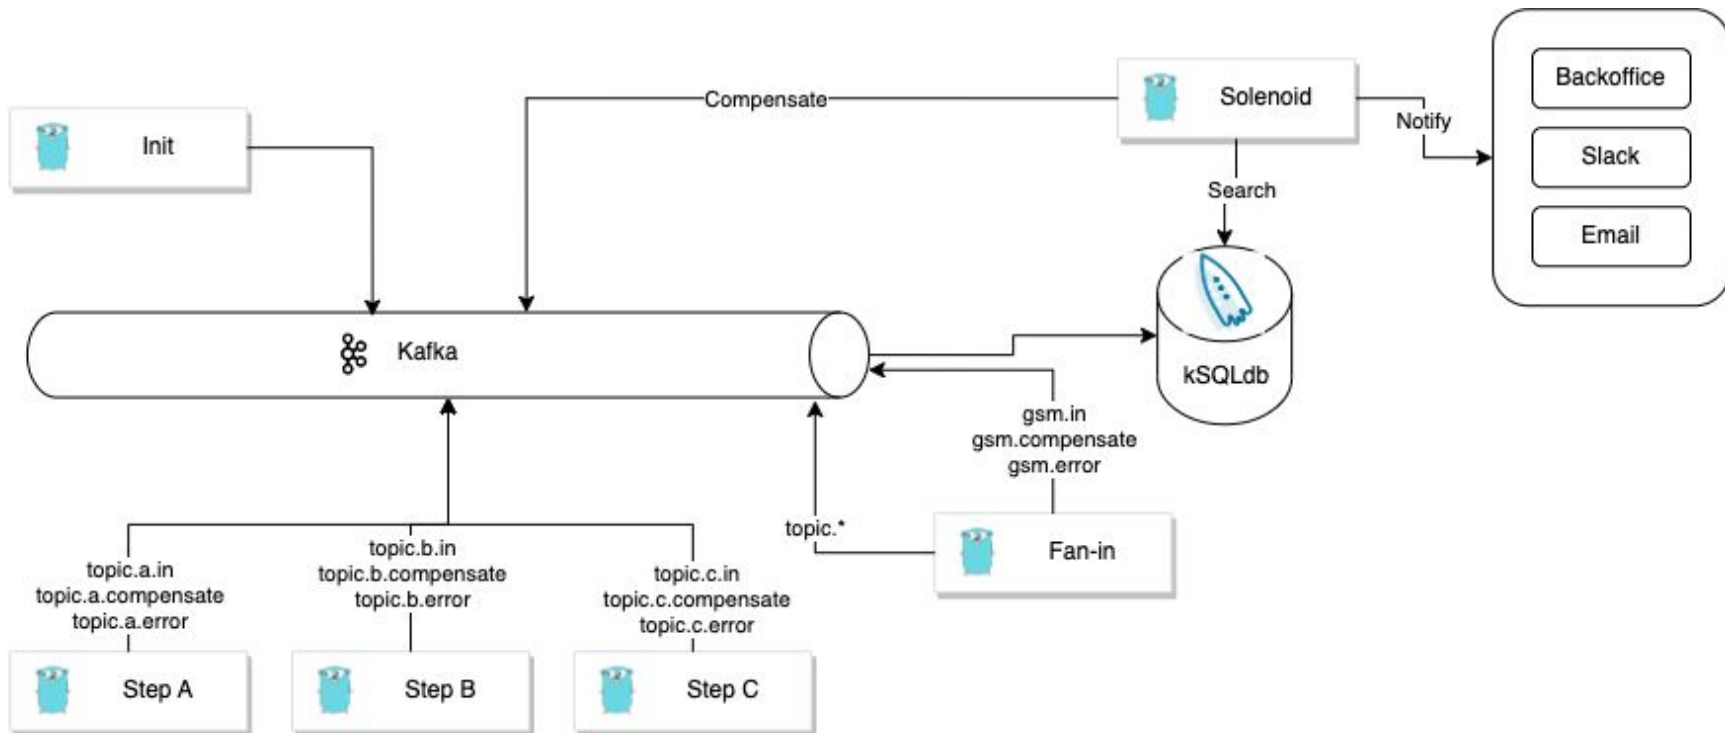 Backoffice
Solenoid
Compensate
Notify
Init
Slack
Search
Email
Kafka
kSQLdb
gsm.in
gsm.compensate
gsm.error
topic.*
Fan-in
topic.a.in
topic.a.compensate
topic.a.error
topic.b.in
topic.b.compensate
topic.b.error
topic.c.in
topic.c.compensate
topic.c.error
Step A
Step B
Step C